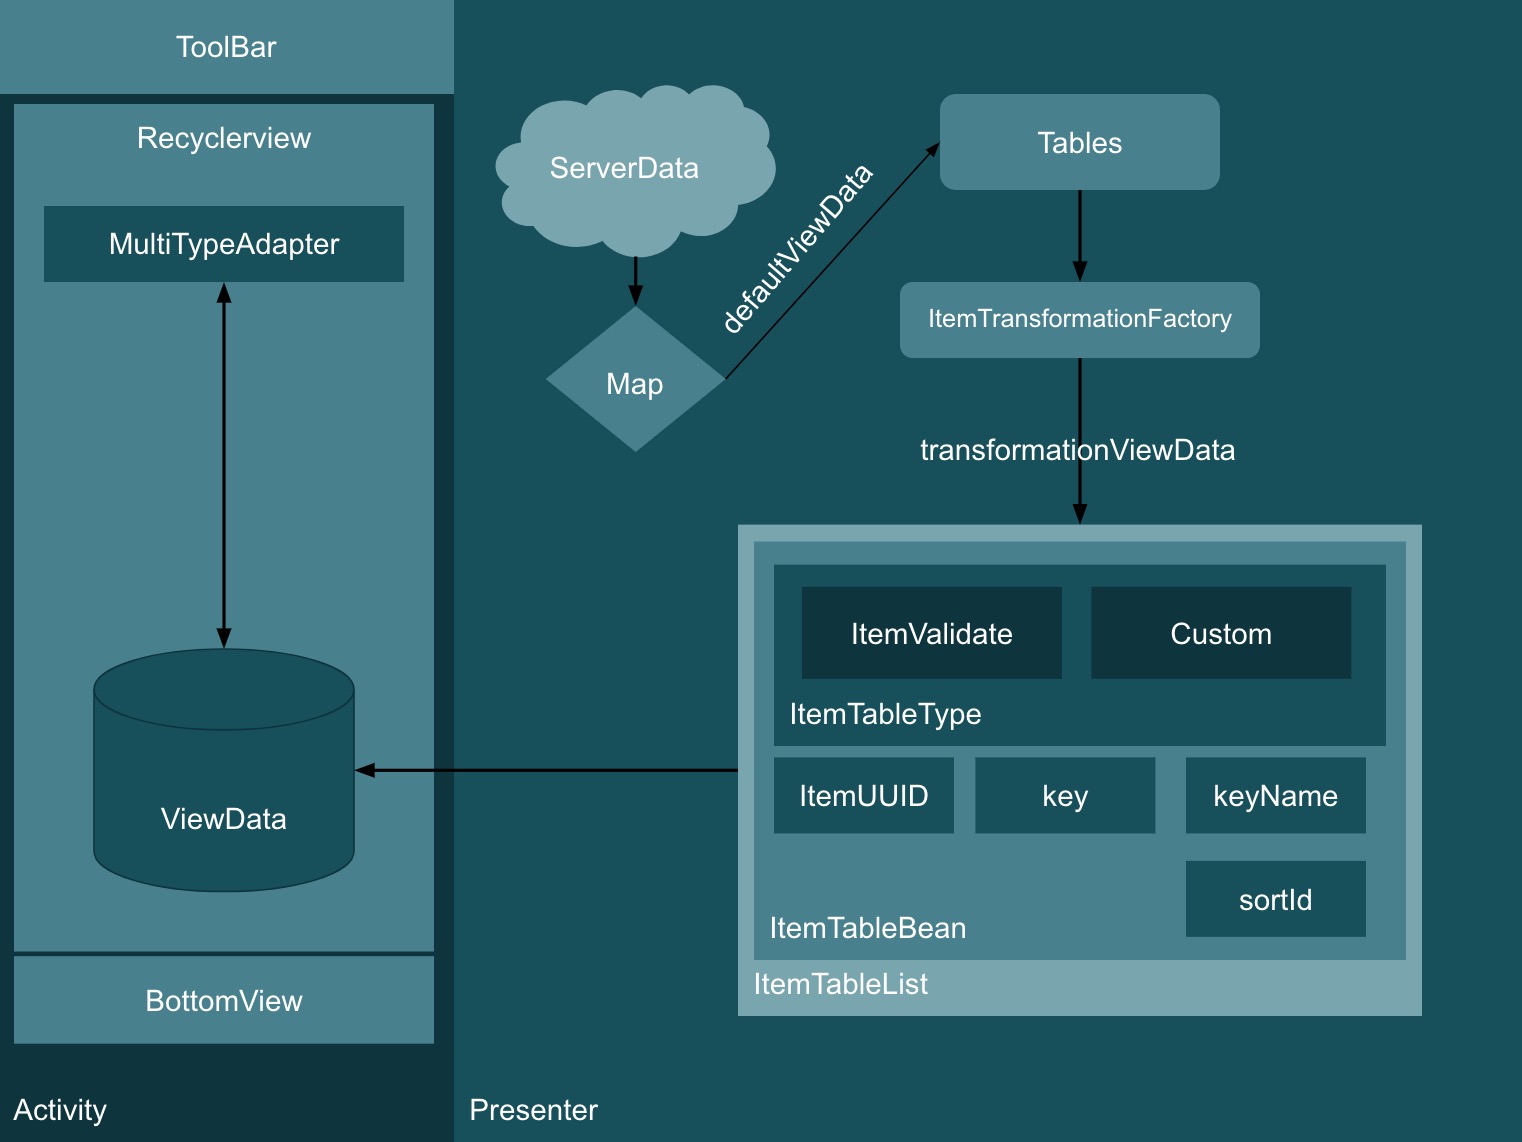 ToolBar
Recyclerview
MultiTypeAdapter
ViewData
BottomView
Activity
ServerData
Map
defaultViewData
Tables
ItemTransformationFactory
transformationViewData
ItemValidate
Custom
ItemTableType
ItemUUID
key
keyName
sortId
ItemTableBean
ItemTableList
Presenter